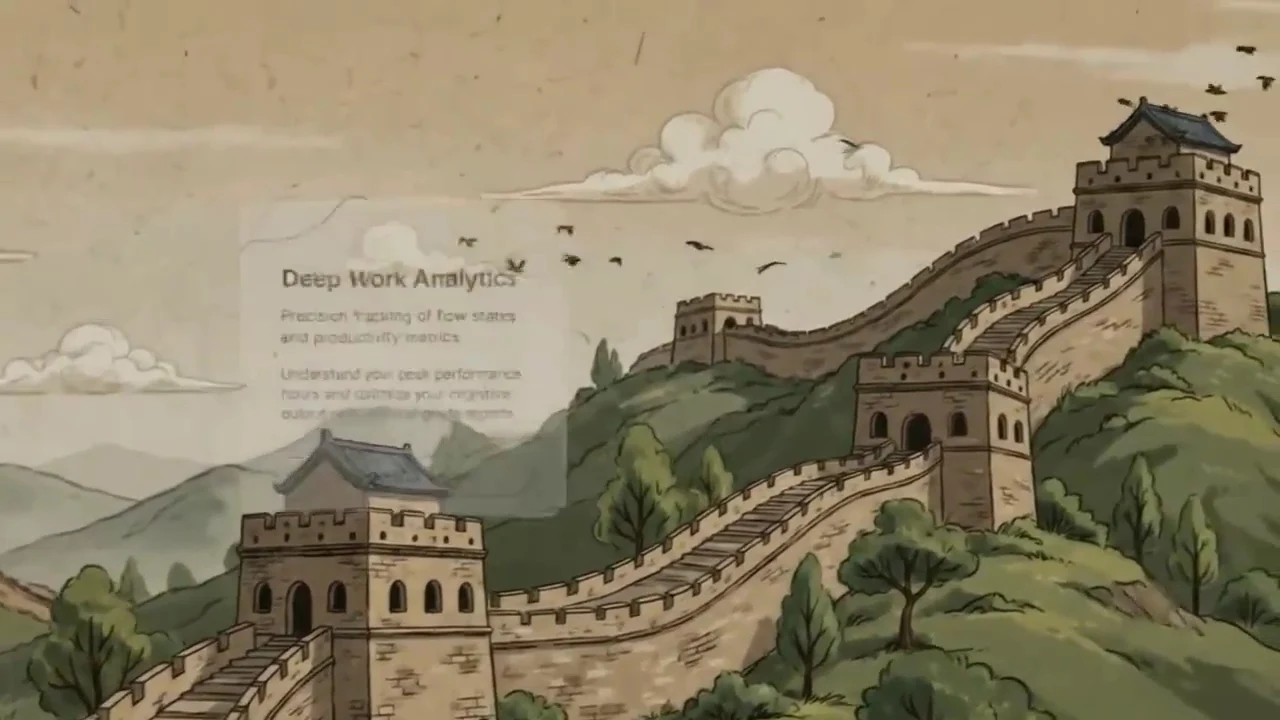 Deep Work Analytics
Precision tracking of flow states
and productivity metrics
Understand your peak performance
hours and optimize your cognitive
output